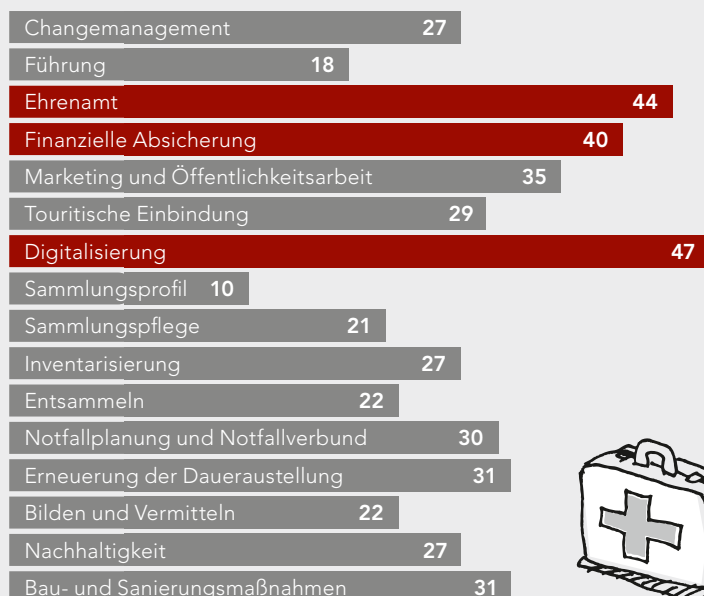 Changemanagement 27
Führung 18
Ehrenamt 44
Finanzielle Absicherung 40
Marketing und Öffentlichkeitsarbeit 35
Touritische Einbindung 29
Digitalisierung 47
Sammlungsprofil 10
Sammlungspflege 21
Inventarisierung 27
Entsammeln 22
Notfallplanung und Notfallverbund 30
Erneuerung der Daueraustellung 31
Bilden und Vermitteln 22
Nachhaltigkeit 27
Bau- und Sanierungsmaßnahmen 31